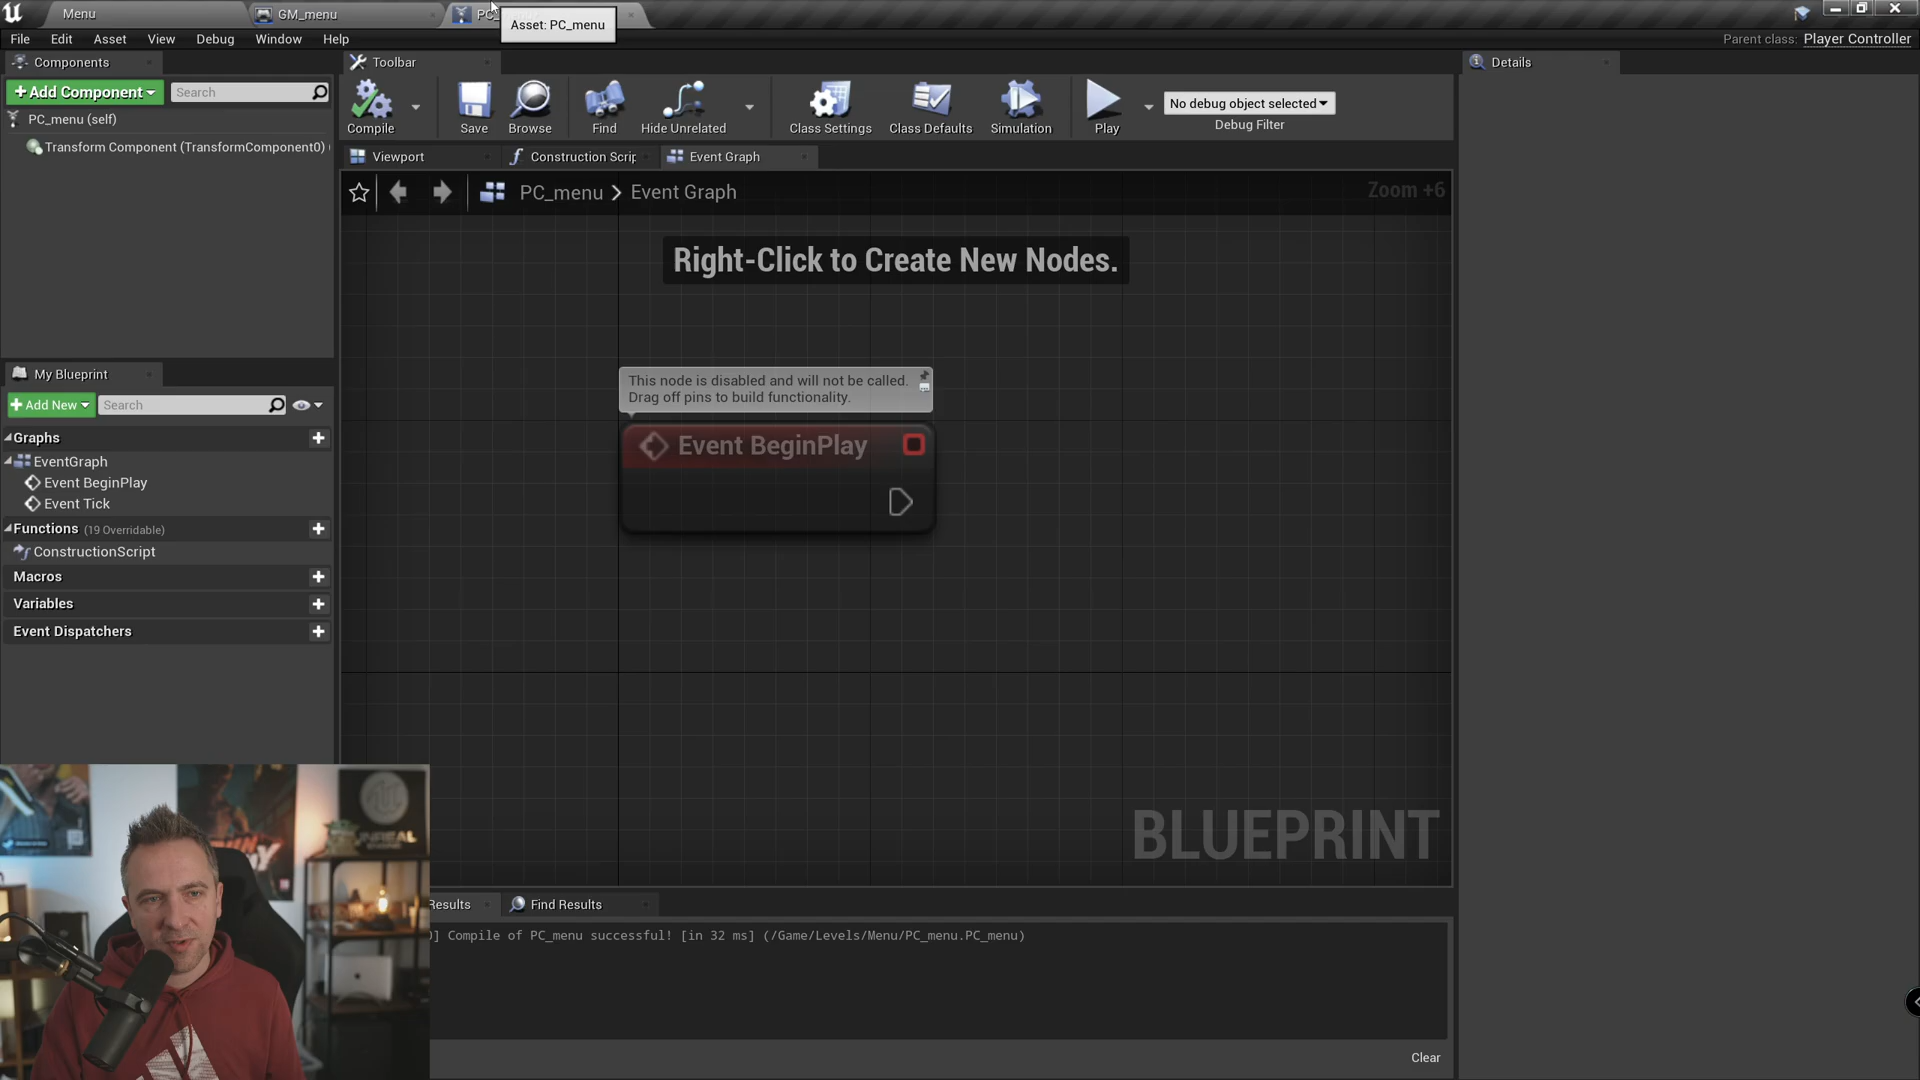 Menu
GM_menu
PC_
Asset: PC_menu
File
Edit
Asset
View
Debug
Window
Help
Parent class: Player Controller
Components
Toolbar
Details
+Add Component
Search
PC_menu (self)
Transform Component (TransformComponent0)
Compile
Save
Browse
Find
Hide Unrelated
Class Settings
Class Defaults
Simulation
Play
No debug object selected
Debug Filter
Viewport
Construction Scrip
Event Graph
PC_menu > Event Graph
Zoom +6
Right-Click to Create New Nodes.
This node is disabled and will not be called.
Drag off pins to build functionality.
Event BeginPlay
My Blueprint
+Add New
Search
Graphs
EventGraph
Event BeginPlay
Event Tick
Functions (19 Overridable)
ConstructionScript
Macros
Variables
Event Dispatchers
BLUEPRINT
Results
Find Results
] Compile of PC_menu successful! [in 32 ms] (/Game/Levels/Menu/PC_menu.PC_menu)
Clear